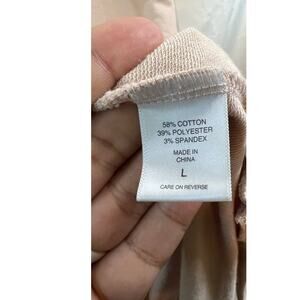 58% COTTON
39% POLYESTER
3% SPANDEX
MADE IN
CHINA
L
CARE ON REVERSE